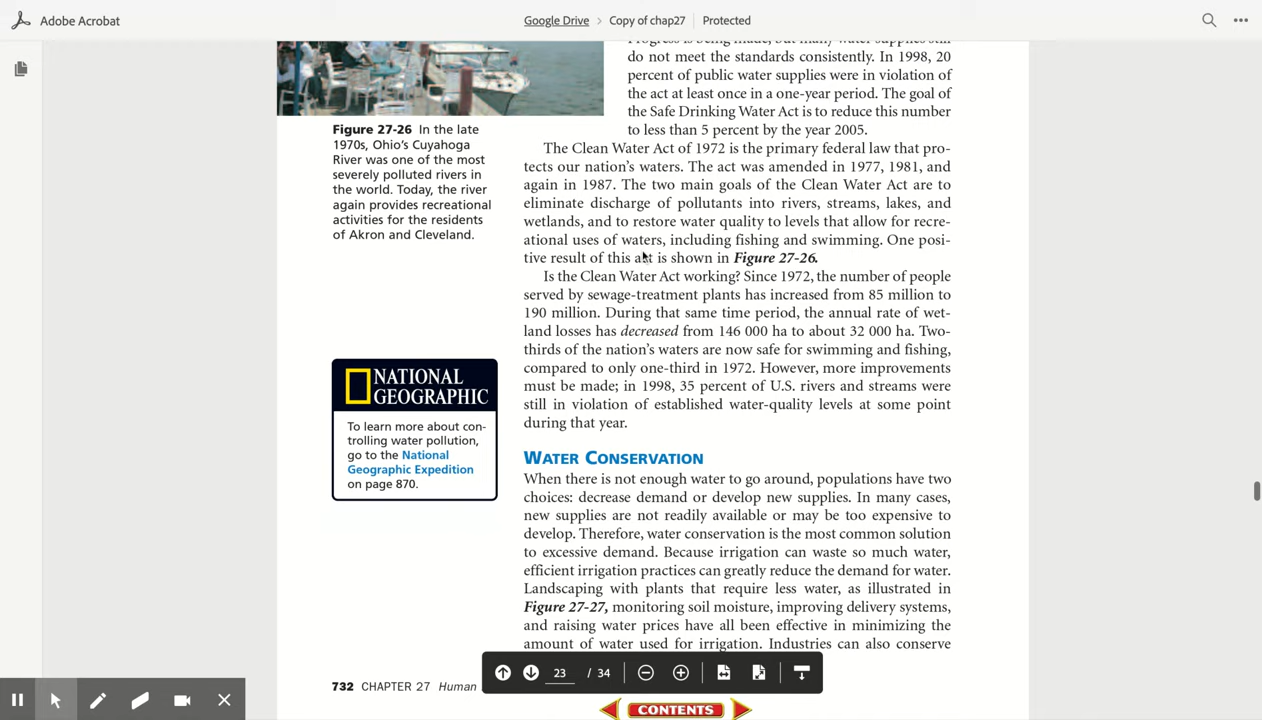 Adobe Acrobat
Google Drive > Copy of chap27 | Protected
Progress is being made, but many water supplies still
do not meet the standards consistently. In 1998, 20
percent of public water supplies were in violation of
the act at least once in a one-year period. The goal of
the Safe Drinking Water Act is to reduce this number
to less than 5 percent by the year 2005.
Figure 27-26 In the late
1970s, Ohio's Cuyahoga
River was one of the most
severely polluted rivers in
the world. Today, the river
again provides recreational
activities for the residents
of Akron and Cleveland.
The Clean Water Act of 1972 is the primary federal law that pro-
tects our nation's waters. The act was amended in 1977, 1981, and
again in 1987. The two main goals of the Clean Water Act are to
eliminate discharge of pollutants into rivers, streams, lakes, and
wetlands, and to restore water quality to levels that allow for recre-
ational uses of waters, including fishing and swimming. One posi-
tive result of this act is shown in Figure 27-26.
Is the Clean Water Act working? Since 1972, the number of people
served by sewage-treatment plants has increased from 85 million to
190 million. During that same time period, the annual rate of wet-
land losses has decreased from 146 000 ha to about 32 000 ha. Two-
thirds of the nation's waters are now safe for swimming and fishing,
compared to only one-third in 1972. However, more improvements
must be made; in 1998, 35 percent of U.S. rivers and streams were
still in violation of established water-quality levels at some point
during that year.
NATIONAL
GEOGRAPHIC
To learn more about con-
trolling water pollution,
go to the National
Geographic Expedition
on page 870.
WATER CONSERVATION
When there is not enough water to go around, populations have two
choices: decrease demand or develop new supplies. In many cases,
new supplies are not readily available or may be too expensive to
develop. Therefore, water conservation is the most common solution
to excessive demand. Because irrigation can waste so much water,
efficient irrigation practices can greatly reduce the demand for water.
Landscaping with plants that require less water, as illustrated in
Figure 27-27, monitoring soil moisture, improving delivery systems,
and raising water prices have all been effective in minimizing the
amount of water used for irrigation. Industries can also conserve
23 / 34
732 CHAPTER 27 Human
CONTENTS